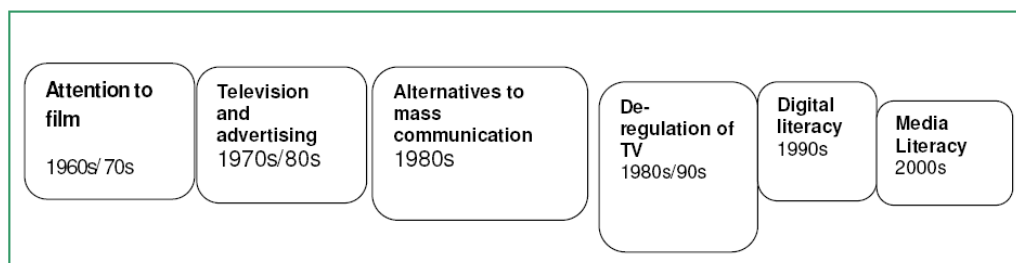 Attention to
film
1960s/70s
Television
and
advertising
1970s/80s
Alternatives to
mass
communication
1980s
De-
regulation of
TV
1980s/90s
Digital
literacy
1990s
Media
Literacy
2000s